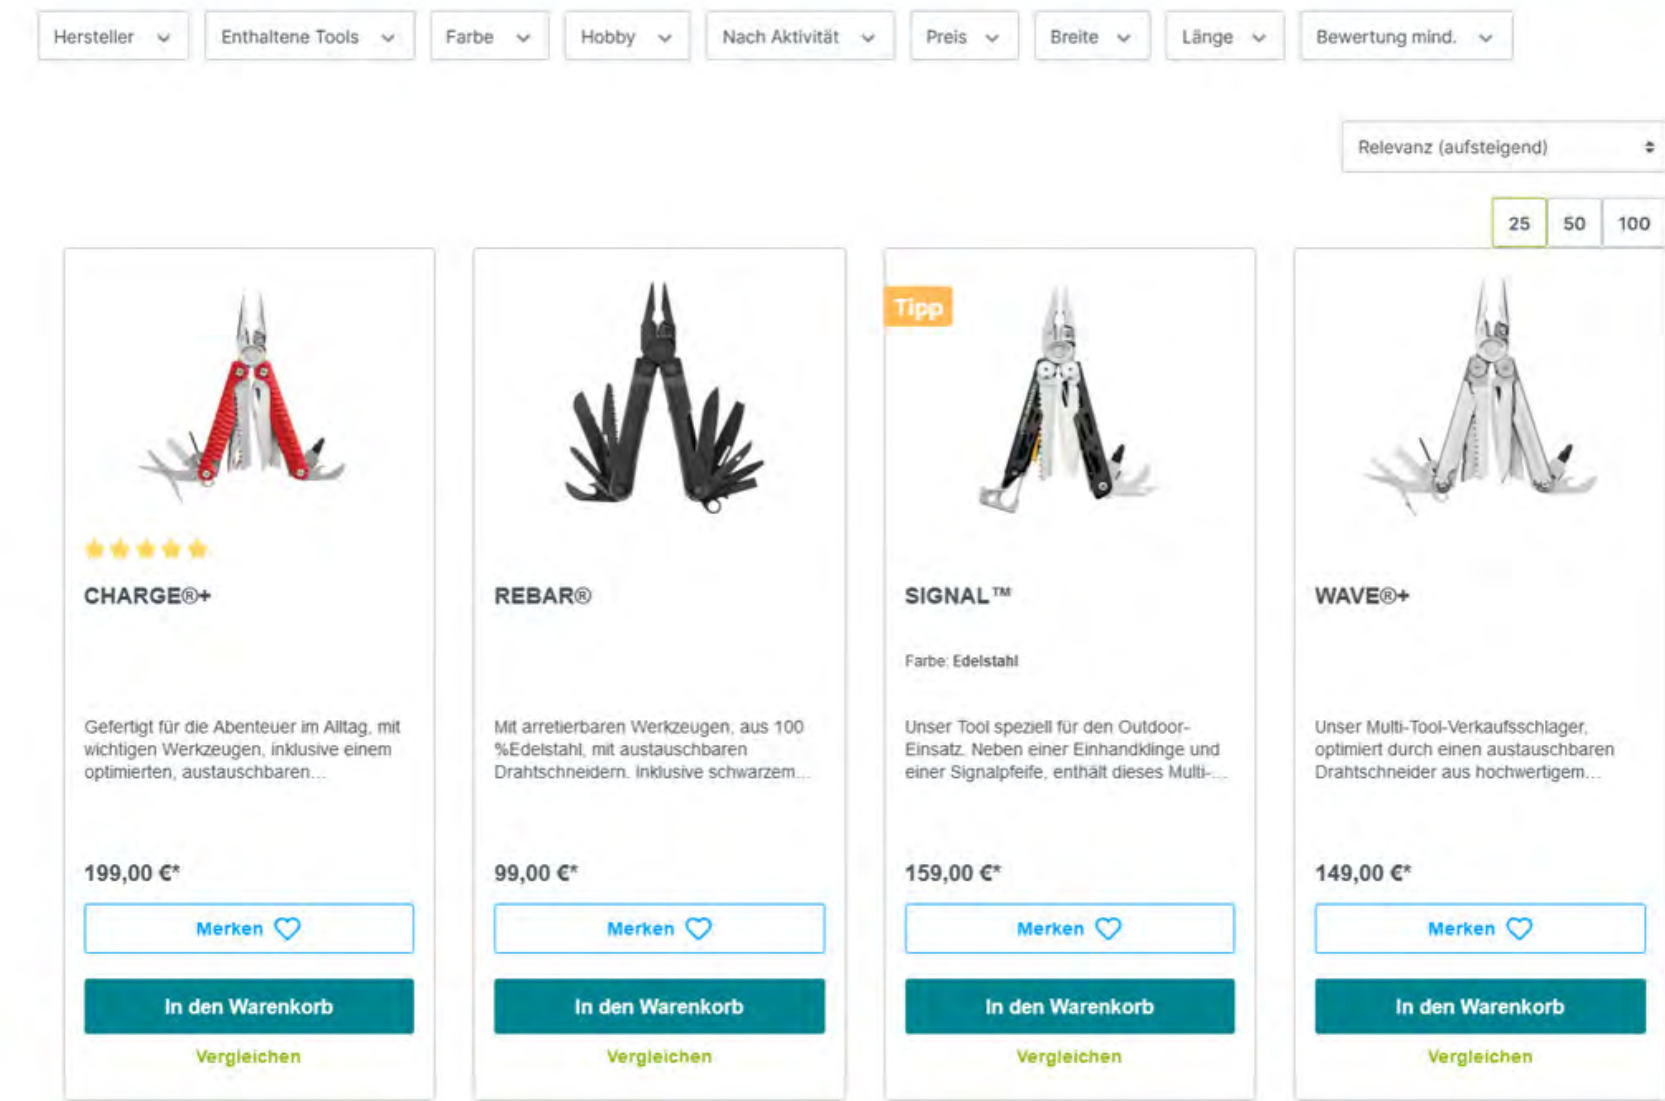 Hersteller
Enthaltene Tools
Farbe
Hobby
Nach Aktivität
Preis
Breite
Länge
Bewertung mind.
Relevanz (aufsteigend)
25
50
100
CHARGE®+
Gefertigt für die Abenteuer im Alltag, mit
wichtigen Werkzeugen, inklusive einem
optimierten, austauschbaren...
199,00 €*
Merken
In den Warenkorb
Vergleichen
REBAR®
Mit arretierbaren Werkzeugen, aus 100
%Edelstahl, mit austauschbaren
Drahtschneidern. Inklusive schwarzem...
99,00 €*
Merken
In den Warenkorb
Vergleichen
Tipp
SIGNAL™
Farbe: Edelstahl
Unser Tool speziell für den Outdoor-
Einsatz. Neben einer Einhandklinge und
einer Signalpfeife, enthält dieses Multi-...
159,00 €*
Merken
In den Warenkorb
Vergleichen
WAVE®+
Unser Multi-Tool-Verkaufsschlager,
optimiert durch einen austauschbaren
Drahtschneider aus hochwertigem...
149,00 €*
Merken
In den Warenkorb
Vergleichen